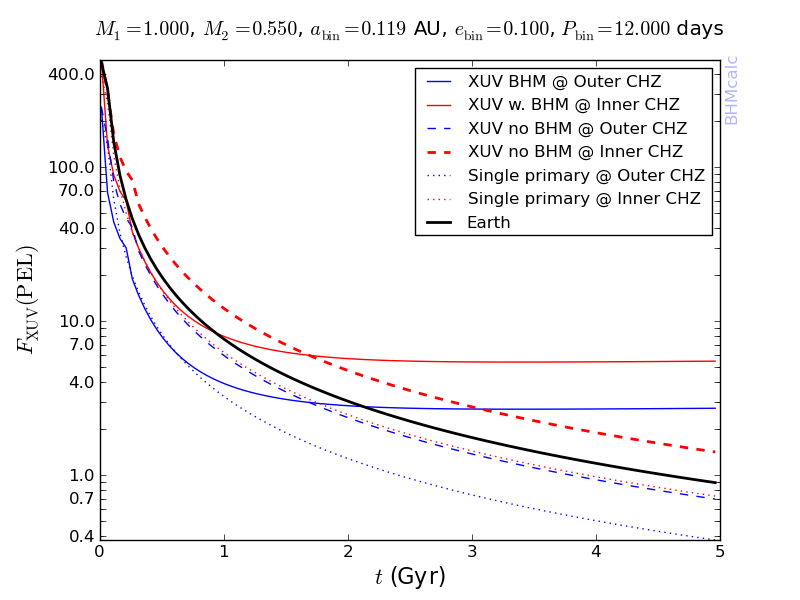 M1 =1.000, M2 =0.550, abin =0.119 AU, ebin =0.100, Pbin =12.000 days
BHMcalc
XUV BHM @ Outer CHZ
XUV w. BHM @ Inner CHZ
XUV no BHM @ Outer CHZ
XUV no BHM @ Inner CHZ
Single primary @ Outer CHZ
Single primary @ Inner CHZ
Earth
FXUV(PEL)
400.0
100.0
70.0
40.0
10.0
7.0
4.0
1.0
0.7
0.4
0 1 2 3 4 5
t (Gyr)